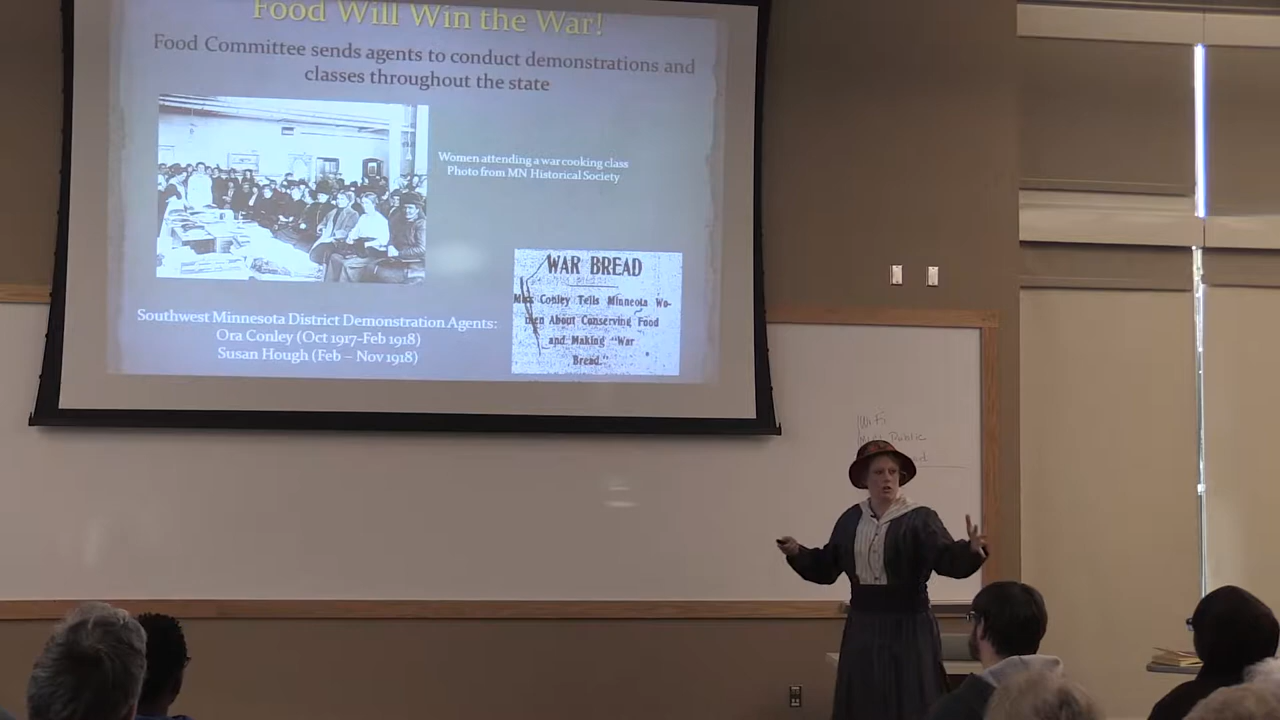 Food Will Win the War!
Food Committee sends agents to conduct demonstrations and
classes throughout the state
Women attending a war cooking class
Photo from MN Historical Society
WAR BREAD
Miss Conley Tells Minneota Wo-
men About Conserving Food
and Making "War
Bread."
Southwest Minnesota District Demonstration Agents:
Ora Conley (Oct 1917-Feb 1918)
Susan Hough (Feb – Nov 1918)
Public